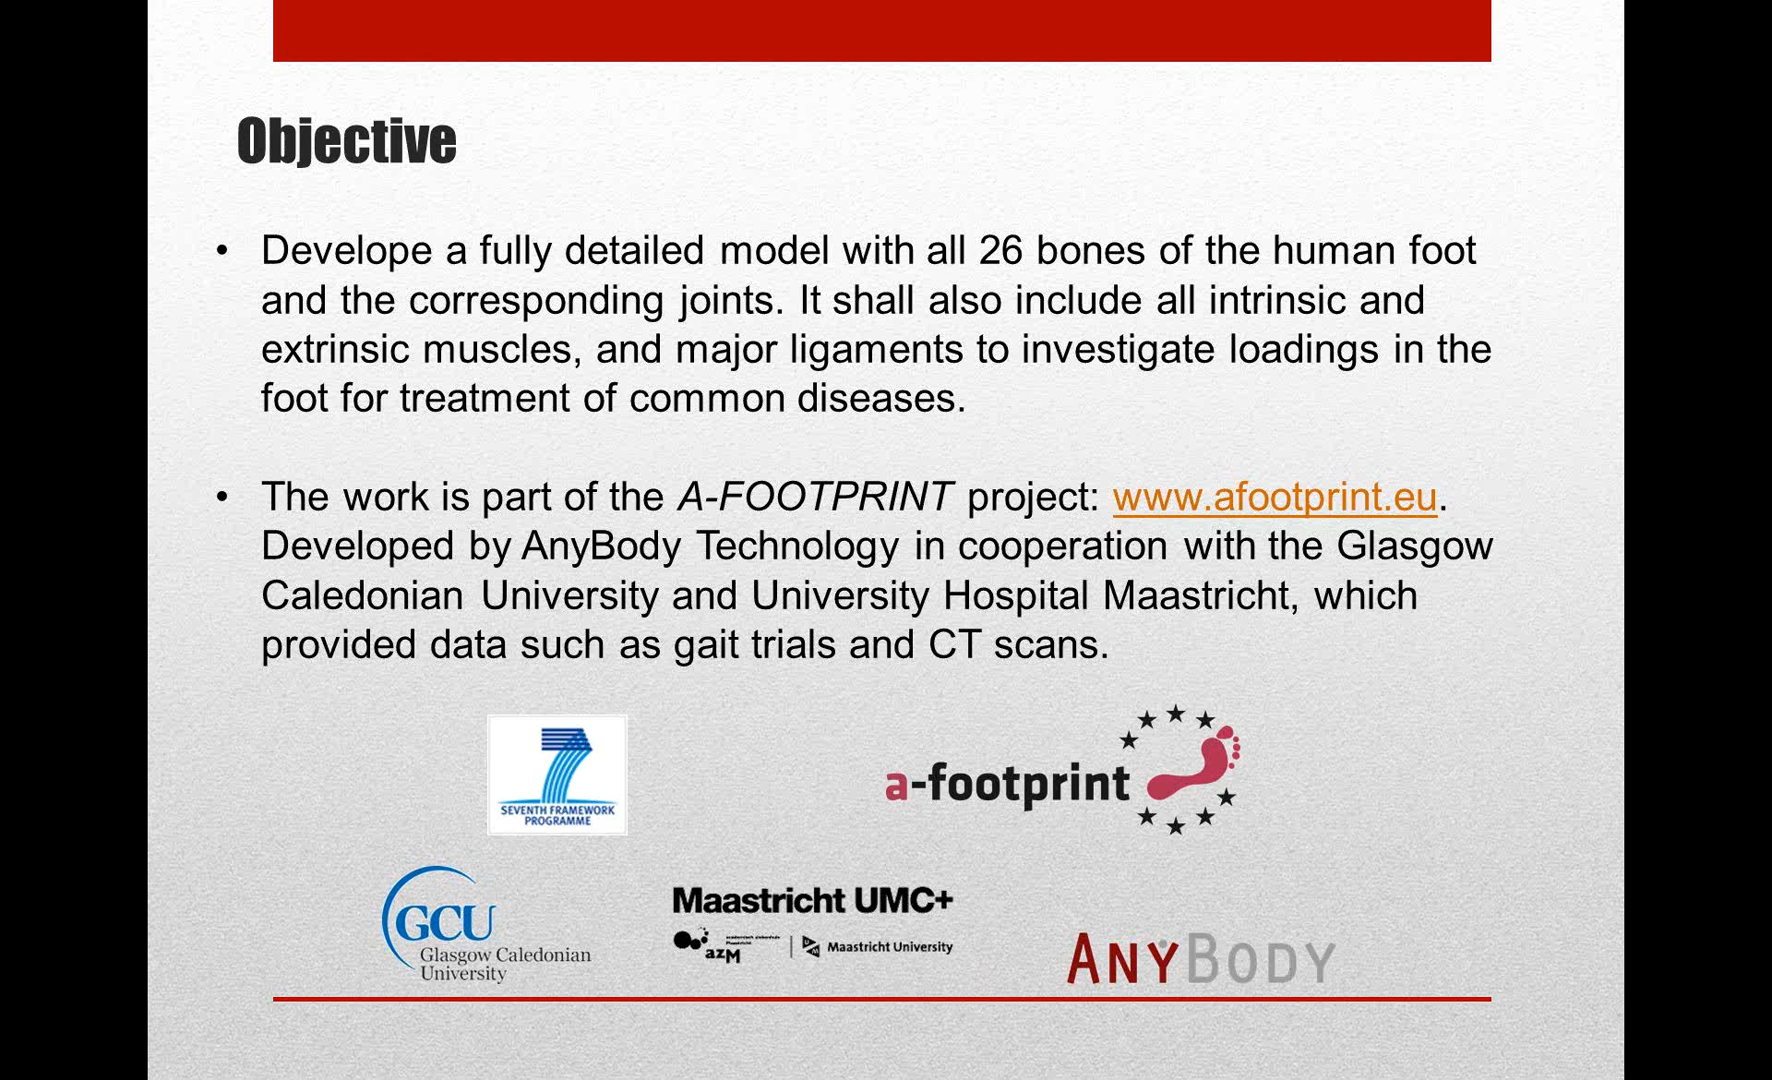 Objective
• Develope a fully detailed model with all 26 bones of the human foot
and the corresponding joints. It shall also include all intrinsic and
extrinsic muscles, and major ligaments to investigate loadings in the
foot for treatment of common diseases.
• The work is part of the A-FOOTPRINT project: www.afootprint.eu.
Developed by AnyBody Technology in cooperation with the Glasgow
Caledonian University and University Hospital Maastricht, which
provided data such as gait trials and CT scans.
7
SEVENTH FRAMEWORK
PROGRAMME
a-footprint
GCU
Glasgow Caledonian
University
Maastricht UMC+
azM
Maastricht University
ANYBODY